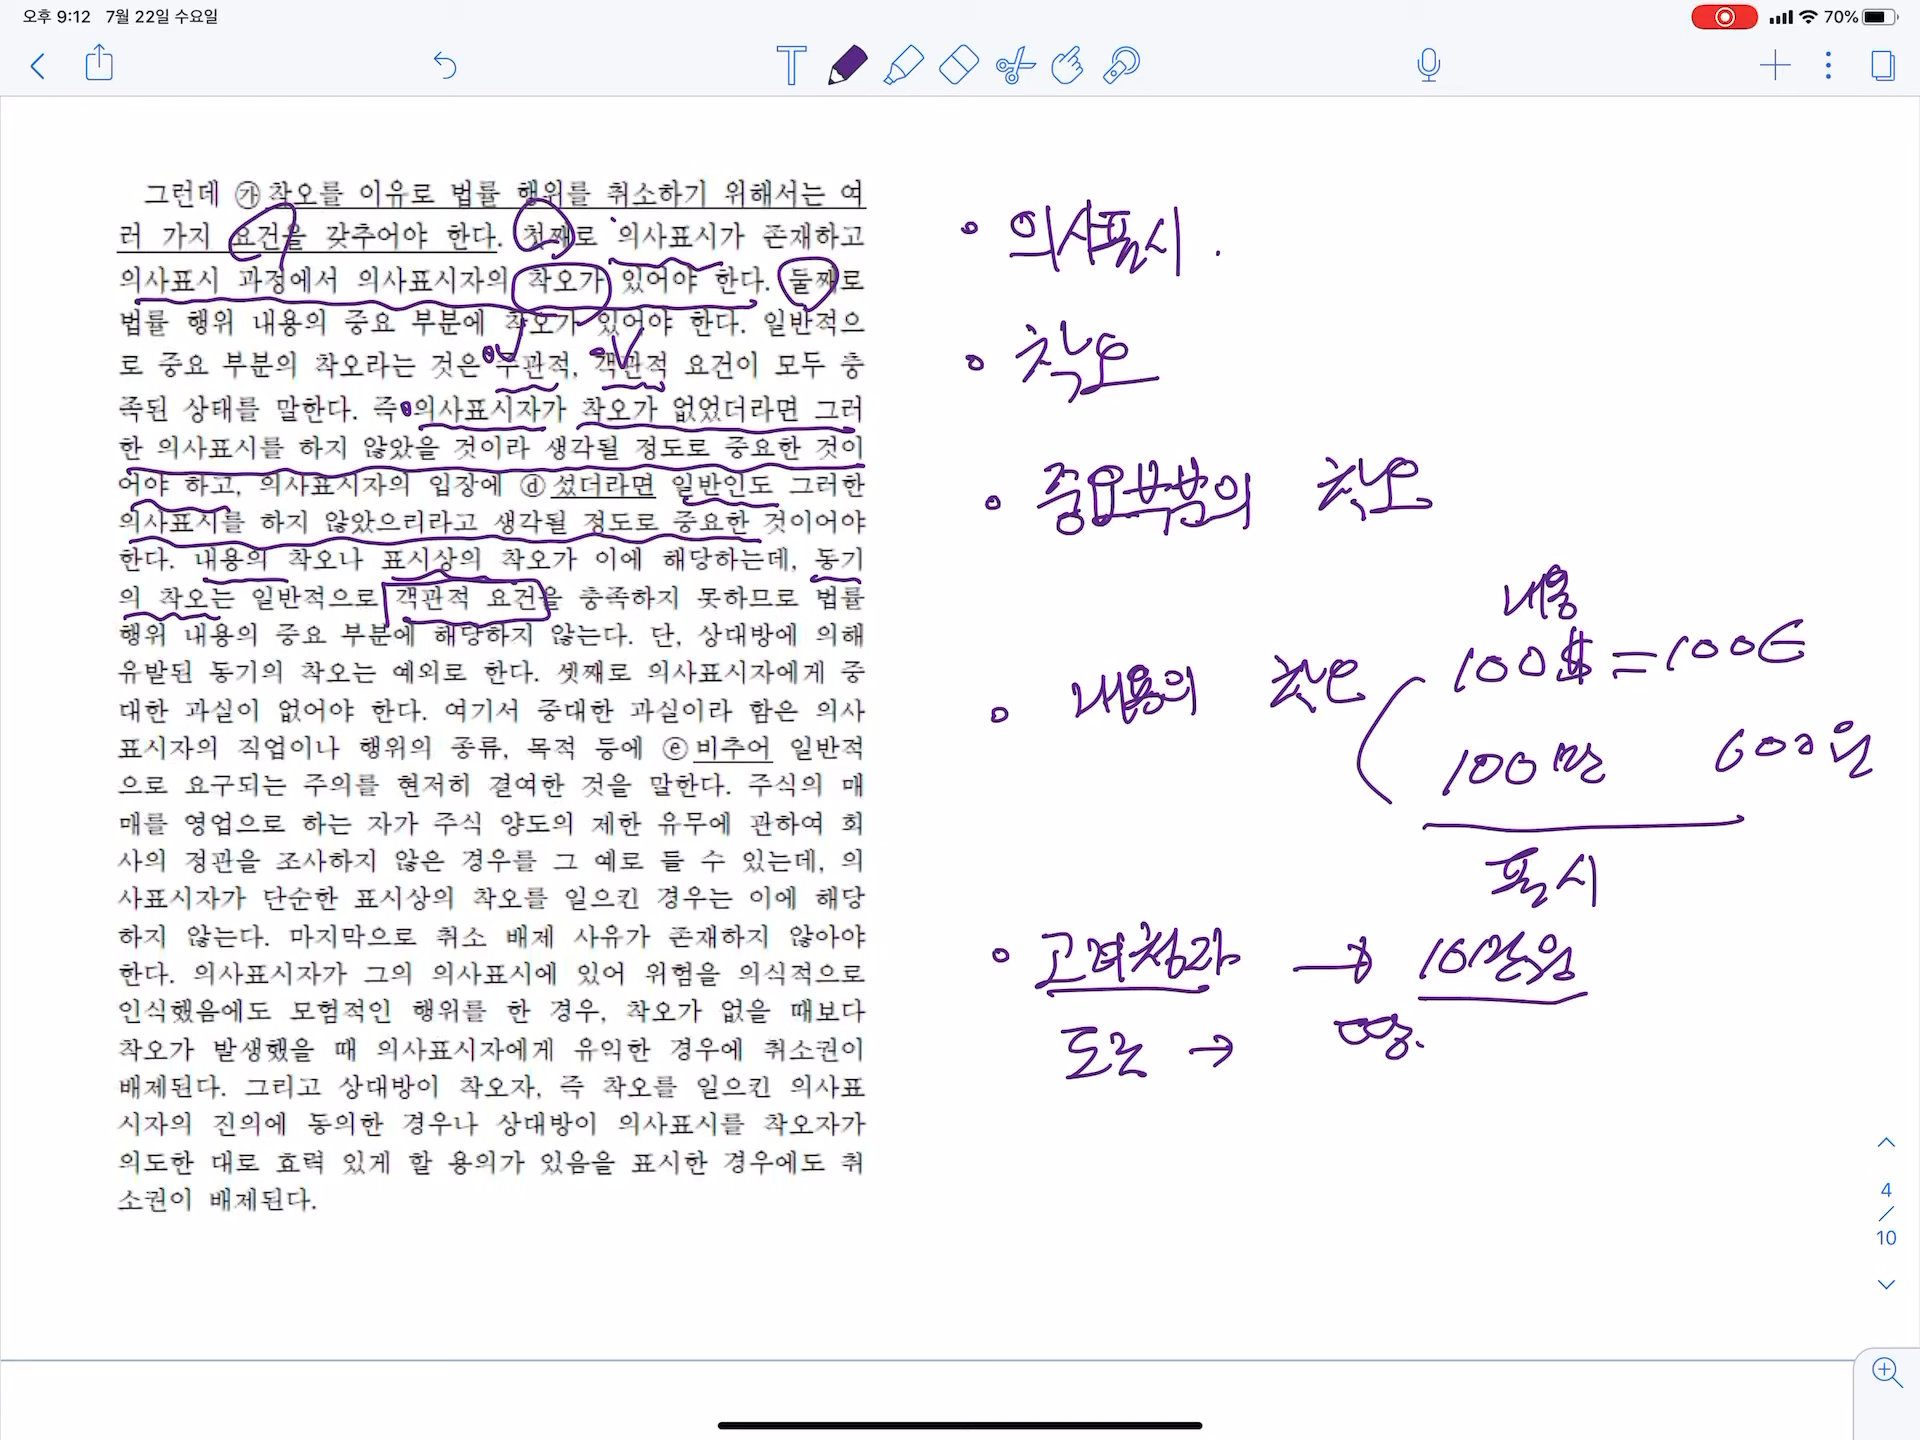 오후 9:12 7월 22일 수요일
70%
그런데 ㉮ 착오를 이유로 법률 행위를 취소하기 위해서는 여
러 가지 요건을 갖추어야 한다. 첫째로 의사표시가 존재하고
의사표시 과정에서 의사표시자의 착오가 있어야 한다. 둘째로
법률 행위 내용의 중요 부분에 착오가 있어야 한다. 일반적으
로 중요 부분의 착오라는 것은 주관적, 객관적 요건이 모두 충
족된 상태를 말한다. 즉 의사표시자가 착오가 없었더라면 그러
한 의사표시를 하지 않았을 것이라 생각될 정도로 중요한 것이
어야 하고, 의사표시자의 입장에 ⓓ 섰더라면 일반인도 그러한
의사표시를 하지 않았으리라고 생각될 정도로 중요한 것이어야
한다. 내용의 착오나 표시상의 착오가 이에 해당하는데, 동기
의 착오는 일반적으로 객관적 요건을 충족하지 못하므로 법률
행위 내용의 중요 부분에 해당하지 않는다. 단, 상대방에 의해
유발된 동기의 착오는 예외로 한다. 셋째로 의사표시자에게 중
대한 과실이 없어야 한다. 여기서 중대한 과실이라 함은 의사
표시자의 직업이나 행위의 종류, 목적 등에 ⓔ 비추어 일반적
으로 요구되는 주의를 현저히 결여한 것을 말한다. 주식의 매
매를 영업으로 하는 자가 주식 양도의 제한 유무에 관하여 회
사의 정관을 조사하지 않은 경우를 그 예로 들 수 있는데, 의
사표시자가 단순한 표시상의 착오를 일으킨 경우는 이에 해당
하지 않는다. 마지막으로 취소 배제 사유가 존재하지 않아야
한다. 의사표시자가 그의 의사표시에 있어 위험을 의식적으로
인식했음에도 모험적인 행위를 한 경우, 착오가 없을 때보다
착오가 발생했을 때 의사표시자에게 유익한 경우에 취소권이
배제된다. 그리고 상대방이 착오자, 즉 착오를 일으킨 의사표
시자의 진의에 동의한 경우나 상대방이 의사표시를 착오자가
의도한 대로 효력 있게 할 용의가 있음을 표시한 경우에도 취
소권이 배제된다.
• 의사표시.
• 착오
• 중요부분의 착오
내용
• 내용의 착오 100$=100€
100만 600원
표시
• 고려청자 → 10만원
도로 →
4
/
10